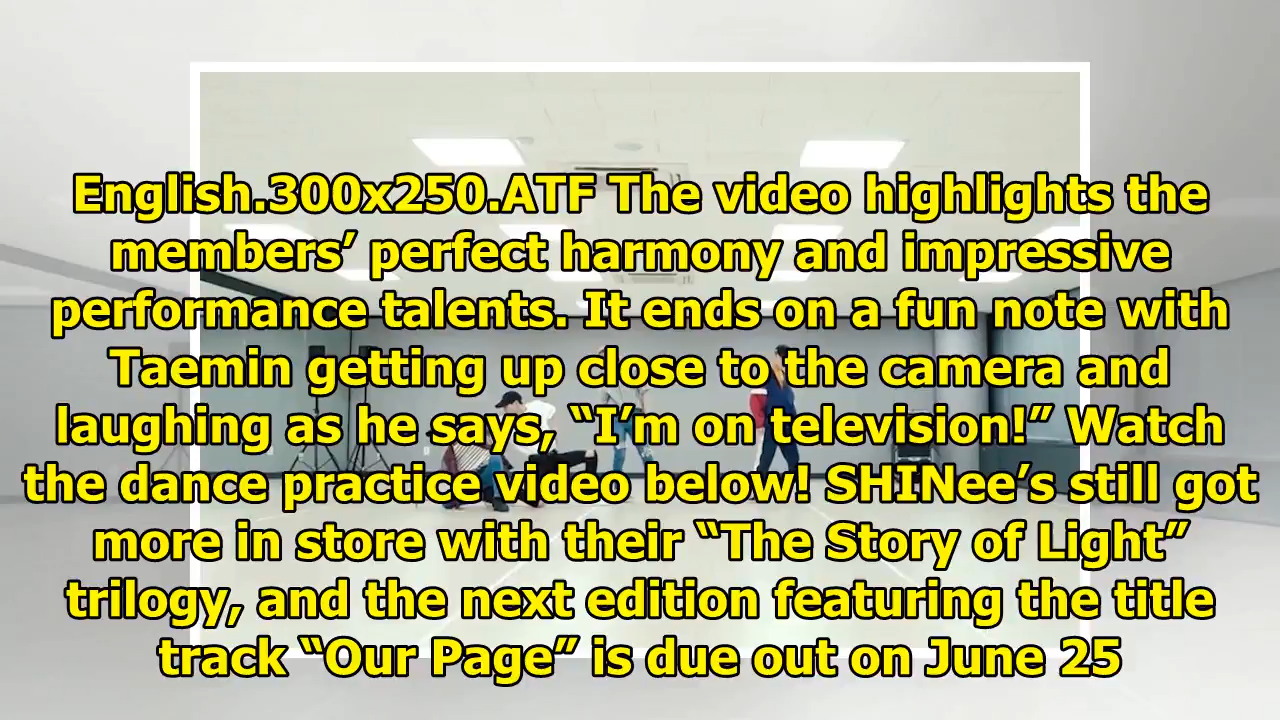 English.300x250.ATF The video highlights the
members’ perfect harmony and impressive
performance talents. It ends on a fun note with
Taemin getting up close to the camera and
laughing as he says, “I’m on television!” Watch
the dance practice video below! SHINee’s still got
more in store with their “The Story of Light”
trilogy, and the next edition featuring the title
track “Our Page” is due out on June 25